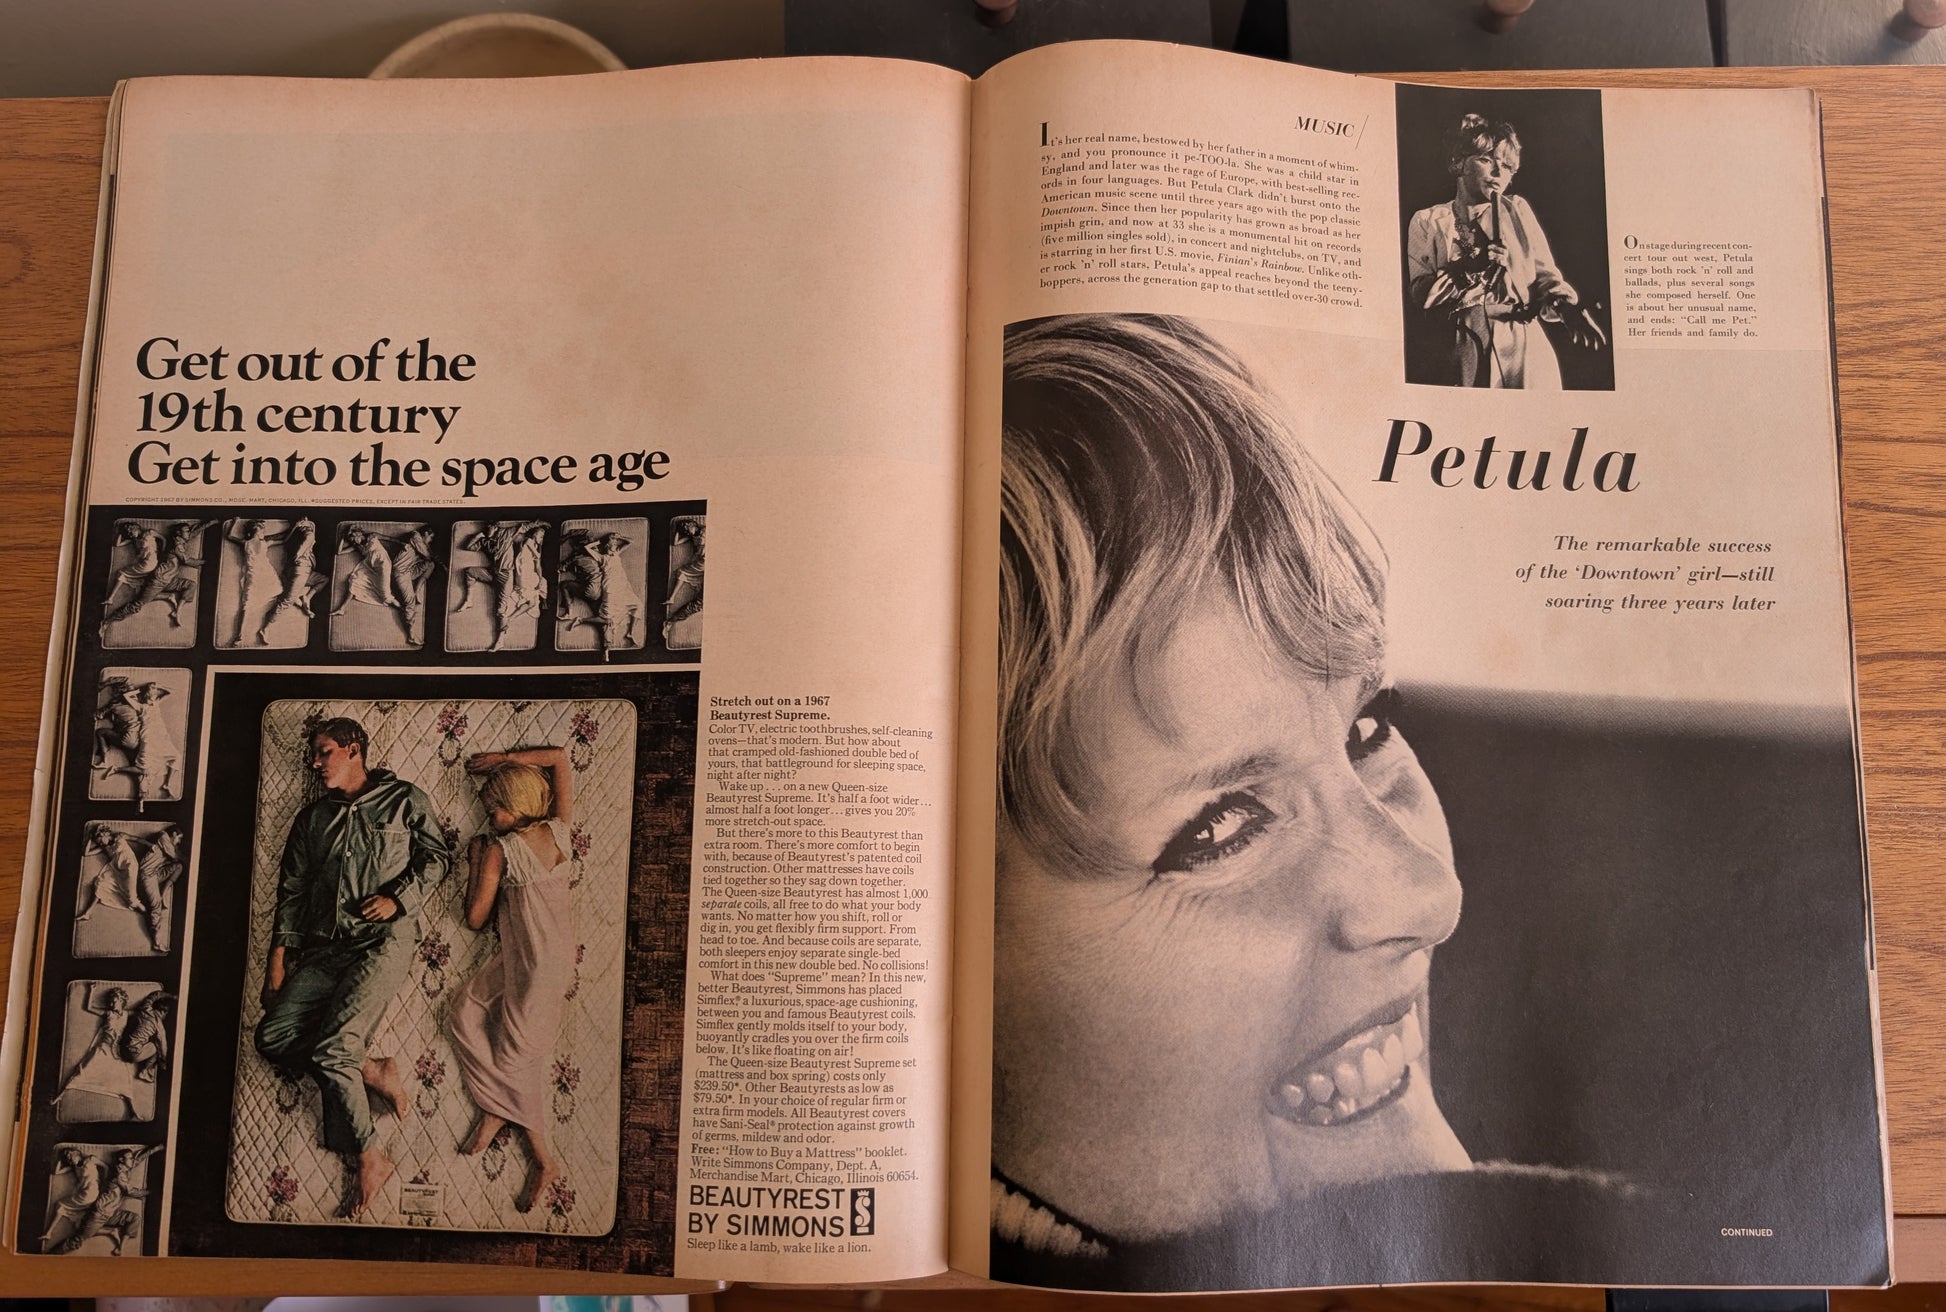 Get out of the
19th century
Get into the space age
COPYRIGHT 1967 BY SIMMONS CO., MDSE. MART, CHICAGO, ILL. *SUGGESTED PRICES, EXCEPT IN FAIR TRADE STATES.
Stretch out on a 1967
Beautyrest Supreme.
Color TV, electric toothbrushes, self-cleaning
ovens—that's modern. But how about
that cramped old-fashioned double bed of
yours, that battleground for sleeping space,
night after night?
Wake up . . . on a new Queen-size
Beautyrest Supreme. It's half a foot wider...
almost half a foot longer...gives you 20%
more stretch-out space.
But there's more to this Beautyrest than
extra room. There's more comfort to begin
with, because of Beautyrest's patented coil
construction. Other mattresses have coils
tied together so they sag down together.
The Queen-size Beautyrest has almost 1,000
separate coils, all free to do what your body
wants. No matter how you shift, roll or
dig in, you get flexibly firm support. From
head to toe. And because coils are separate,
both sleepers enjoy separate single-bed
comfort in this new double bed. No collisions!
What does "Supreme" mean? In this new,
better Beautyrest, Simmons has placed
Simflex,® a luxurious, space-age cushioning,
between you and famous Beautyrest coils.
Simflex gently molds itself to your body,
buoyantly cradles you over the firm coils
below. It's like floating on air!
The Queen-size Beautyrest Supreme set
(mattress and box spring) costs only
$239.50*. Other Beautyrests as low as
$79.50*. In your choice of regular firm or
extra firm models. All Beautyrest covers
have Sani-Seal® protection against growth
of germs, mildew and odor.
Free: "How to Buy a Mattress" booklet.
Write Simmons Company, Dept. A,
Merchandise Mart, Chicago, Illinois 60654.
BEAUTYREST
BY SIMMONS
Sleep like a lamb, wake like a lion.
BEAUTYREST
MUSIC/
It's her real name, bestowed by her father in a moment of whim-
sy, and you pronounce it pe-TOO-la. She was a child star in
England and later was the rage of Europe, with best-selling rec-
ords in four languages. But Petula Clark didn't burst onto the
American music scene until three years ago with the pop classic
Downtown. Since then her popularity has grown as broad as her
impish grin, and now at 33 she is a monumental hit on records
(five million singles sold), in concert and nightclubs, on TV, and
is starring in her first U.S. movie, Finian's Rainbow. Unlike oth-
er rock 'n' roll stars, Petula's appeal reaches beyond the teeny-
boppers, across the generation gap to that settled over-30 crowd.
On stage during recent con-
cert tour out west, Petula
sings both rock 'n' roll and
ballads, plus several songs
she composed herself. One
is about her unusual name,
and ends: "Call me Pet."
Her friends and family do.
Petula
The remarkable success
of the 'Downtown' girl—still
soaring three years later
CONTINUED